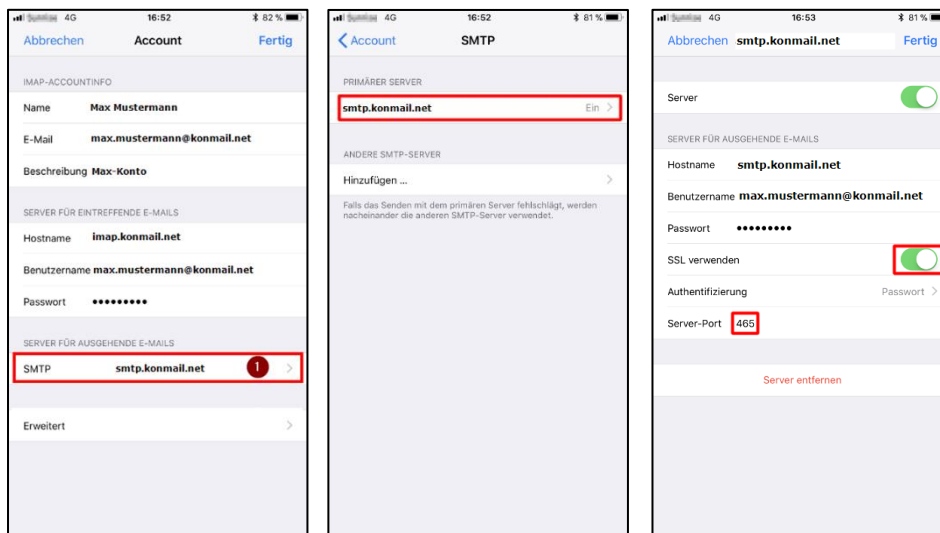 4G 16:52 82 %
Abbrechen Account Fertig
IMAP-ACCOUNTINFO
Name Max Mustermann
E-Mail max.mustermann@konmail.net
Beschreibung Max-Konto
SERVER FÜR EINTREFFENDE E-MAILS
Hostname imap.konmail.net
Benutzername max.mustermann@konmail.net
Passwort •••••••••
SERVER FÜR AUSGEHENDE E-MAILS
SMTP smtp.konmail.net 1
Erweitert
4G 16:52 81 %
Account SMTP
PRIMÄRER SERVER
smtp.konmail.net Ein
ANDERE SMTP-SERVER
Hinzufügen ...
Falls das Senden mit dem primären Server fehlschlägt, werden
nacheinander die anderen SMTP-Server verwendet.
4G 16:53 81 %
Abbrechen smtp.konmail.net Fertig
Server
SERVER FÜR AUSGEHENDE E-MAILS
Hostname smtp.konmail.net
Benutzername max.mustermann@konmail.net
Passwort •••••••••
SSL verwenden
Authentifizierung Passwort
Server-Port 465
Server entfernen